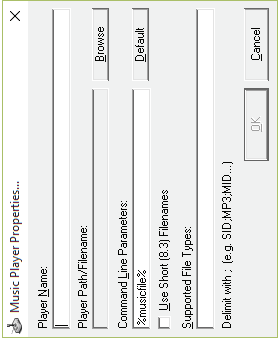 Music Player Properties...
Player Name:
Player Path/Filename:
Browse
Command Line Parameters:
%musicfile%
Default
Use Short (8.3) Filenames
Supported File Types:
Delimit with ;  (e.g. SID;MP3;MID...)
OK
Cancel